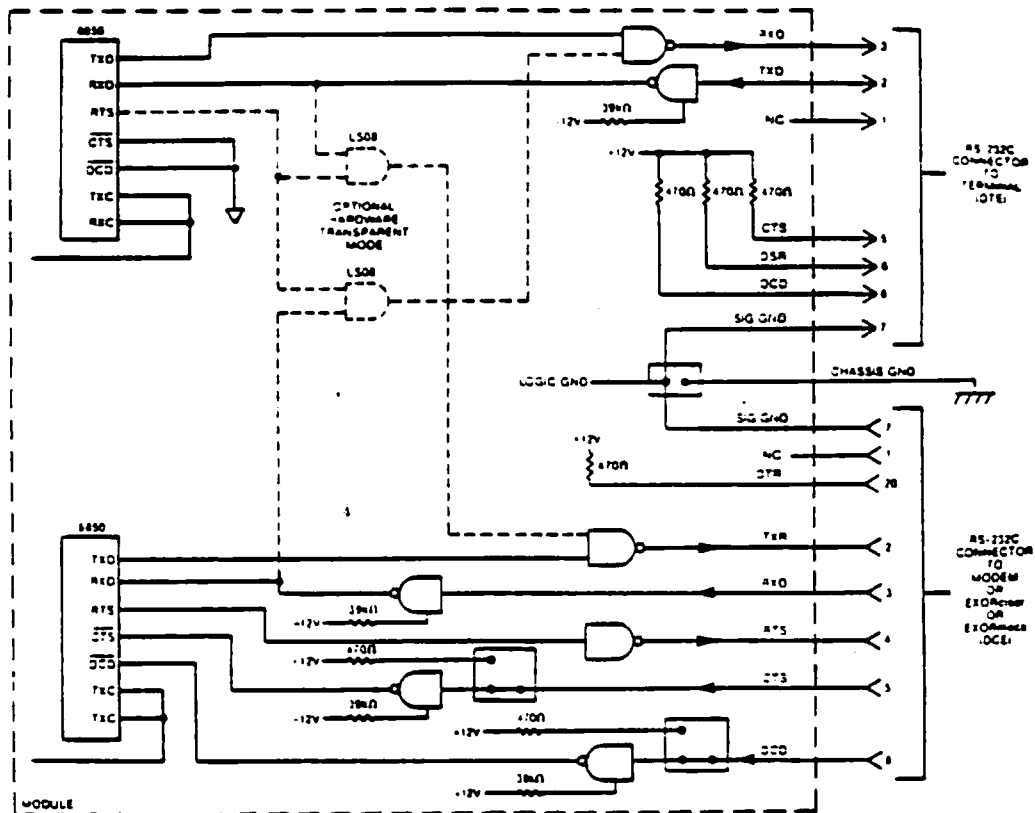 6850
TXD
RXD
RTS
CTS
DCD
TXC
RXC
LS08
OPTIONAL
HARDWARE
TRANSPARENT
MODE
LS08
RXD
3
TXD
2
39kΩ
+12V
NC
1
+12V
470Ω
470Ω
470Ω
CTS
5
DSR
6
DCD
8
SIG GND
7
RS-232C
CONNECTOR
TO
TERMINAL
(DTE)
LOGIC GND
CHASSIS GND
SIG GND
7
+12V
470Ω
NC
1
DTR
20
6850
TXD
RXD
RTS
CTS
DCD
TXC
TXC
TXR
2
RXD
3
39kΩ
+12V
RTS
4
470Ω
+12V
CTS
5
39kΩ
+12V
470Ω
+12V
DCD
8
39kΩ
+12V
RS-232C
CONNECTOR
TO
MODEM
OR
EXORciser
OR
EXORmacs
(DCE)
MODULE